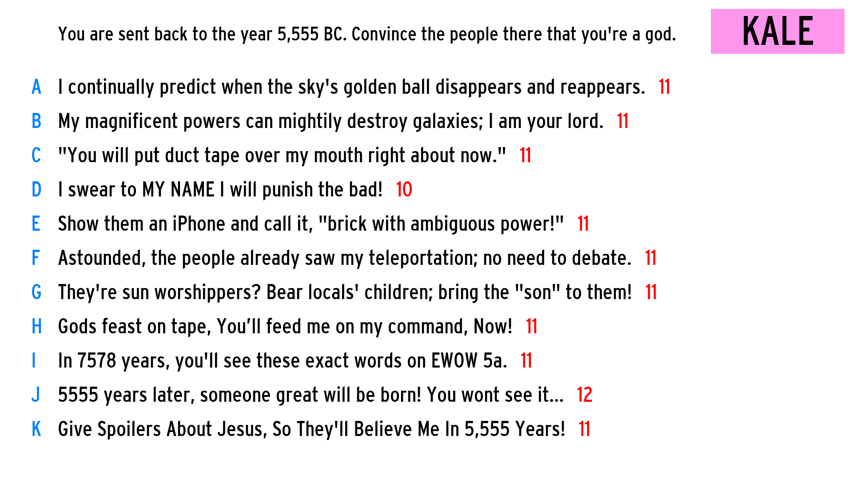 You are sent back to the year 5,555 BC. Convince the people there that you're a god.
KALE
A I continually predict when the sky's golden ball disappears and reappears. 11
B My magnificent powers can mightily destroy galaxies; I am your lord. 11
C "You will put duct tape over my mouth right about now." 11
D I swear to MY NAME I will punish the bad! 10
E Show them an iPhone and call it, "brick with ambiguous power!" 11
F Astounded, the people already saw my teleportation; no need to debate. 11
G They're sun worshippers? Bear locals' children; bring the "son" to them! 11
H Gods feast on tape, You’ll feed me on my command, Now! 11
I In 7578 years, you'll see these exact words on EWOW 5a. 11
J 5555 years later, someone great will be born! You wont see it... 12
K Give Spoilers About Jesus, So They'll Believe Me In 5,555 Years! 11